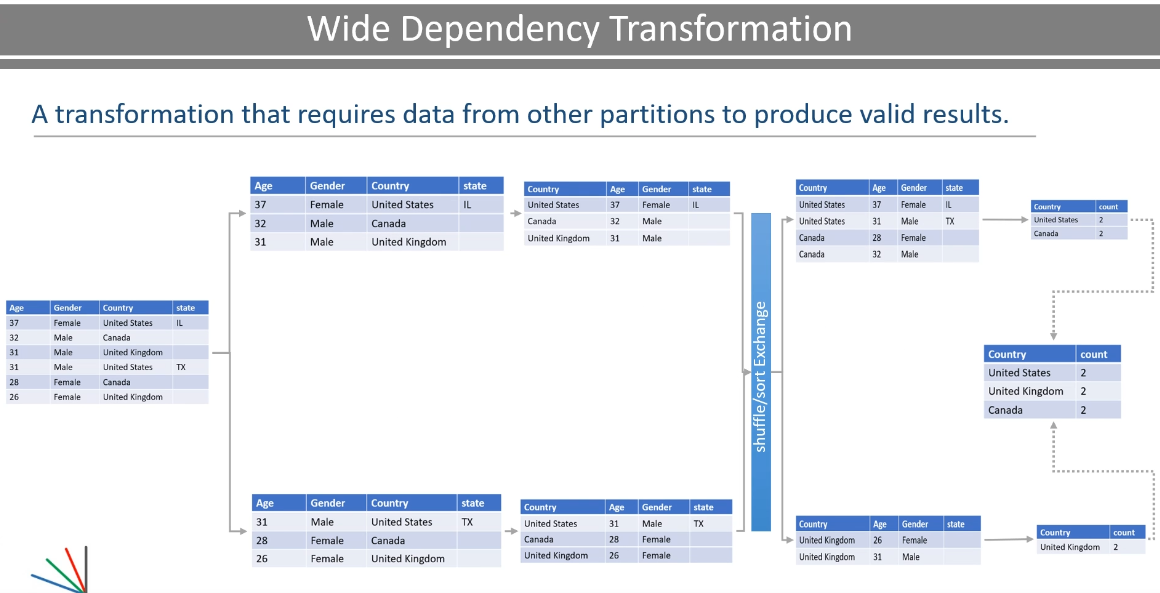 Wide Dependency Transformation
A transformation that requires data from other partitions to produce valid results.
Age Gender Country state
37 Female United States IL
32 Male Canada
31 Male United Kingdom
31 Male United States TX
28 Female Canada
26 Female United Kingdom
Age Gender Country state
37 Female United States IL
32 Male Canada
31 Male United Kingdom
Country Age Gender state
United States 37 Female IL
Canada 32 Male
United Kingdom 31 Male
Age Gender Country state
31 Male United States TX
28 Female Canada
26 Female United Kingdom
Country Age Gender state
United States 31 Male TX
Canada 28 Female
United Kingdom 26 Female
shuffle/sort Exchange
Country Age Gender state
United States 37 Female IL
United States 31 Male TX
Canada 28 Female
Canada 32 Male
Country count
United States 2
Canada 2
Country Age Gender state
United Kingdom 26 Female
United Kingdom 31 Male
Country count
United Kingdom 2
Country count
United States 2
United Kingdom 2
Canada 2